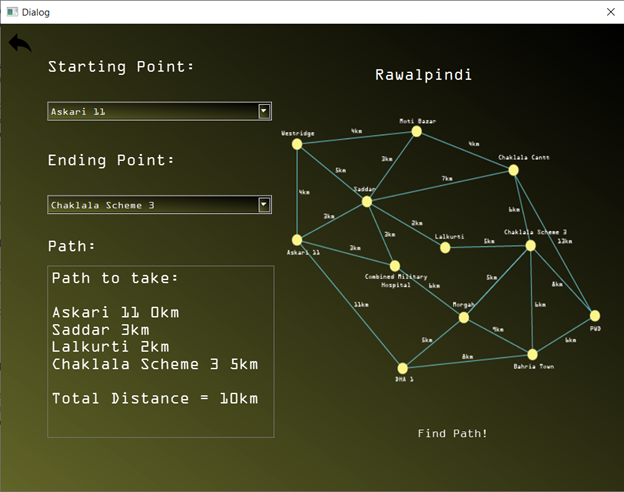 Dialog
Starting Point:
Askari 11
Ending Point:
Chaklala Scheme 3
Path:
Path to take:
Askari 11 0km
Saddar 3km
Lalkurti 2km
Chaklala Scheme 3 5km
Total Distance = 10km
Rawalpindi
Moti Bazar
Westridge
4km
4km
3km
Chaklala Cantt
5km
7km
Saddar
4km
6km
3km
2km
3km
Lalkurti
Chaklala Scheme 3
5km
13km
Askari 11
3km
Combined Military
Hospital
6km
5km
8km
11km
Morgah
6km
9km
PWD
5km
6km
8km
Bahria Town
DHA 1
Find Path!